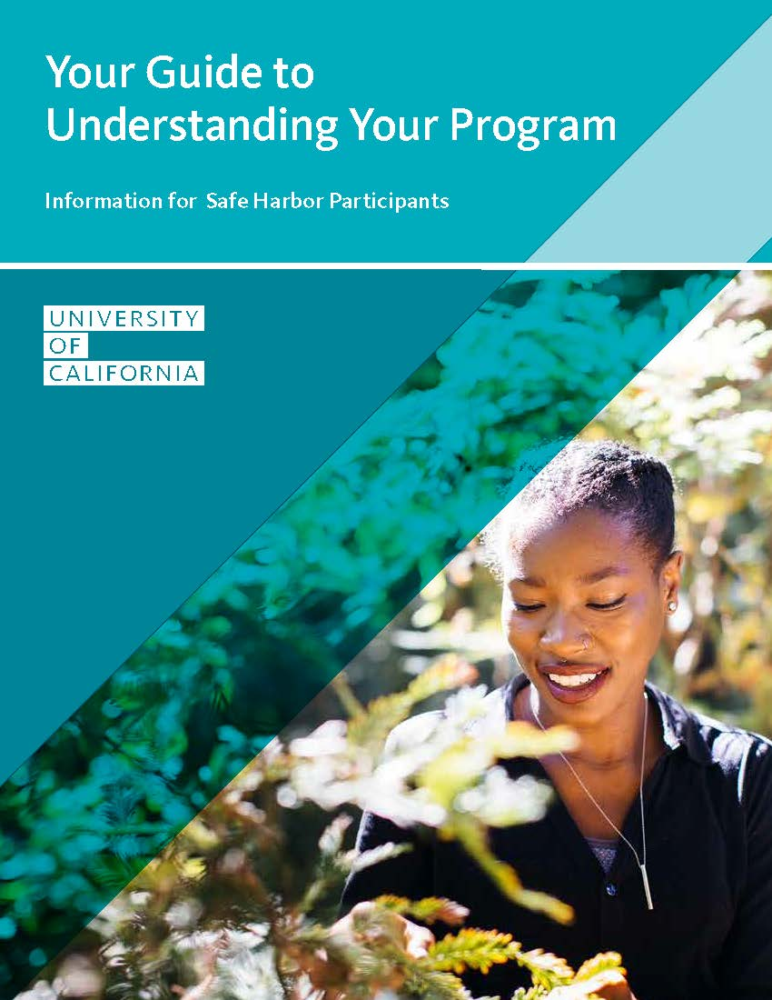 Your Guide to
Understanding Your Program
Information for Safe Harbor Participants
UNIVERSITY
OF
CALIFORNIA